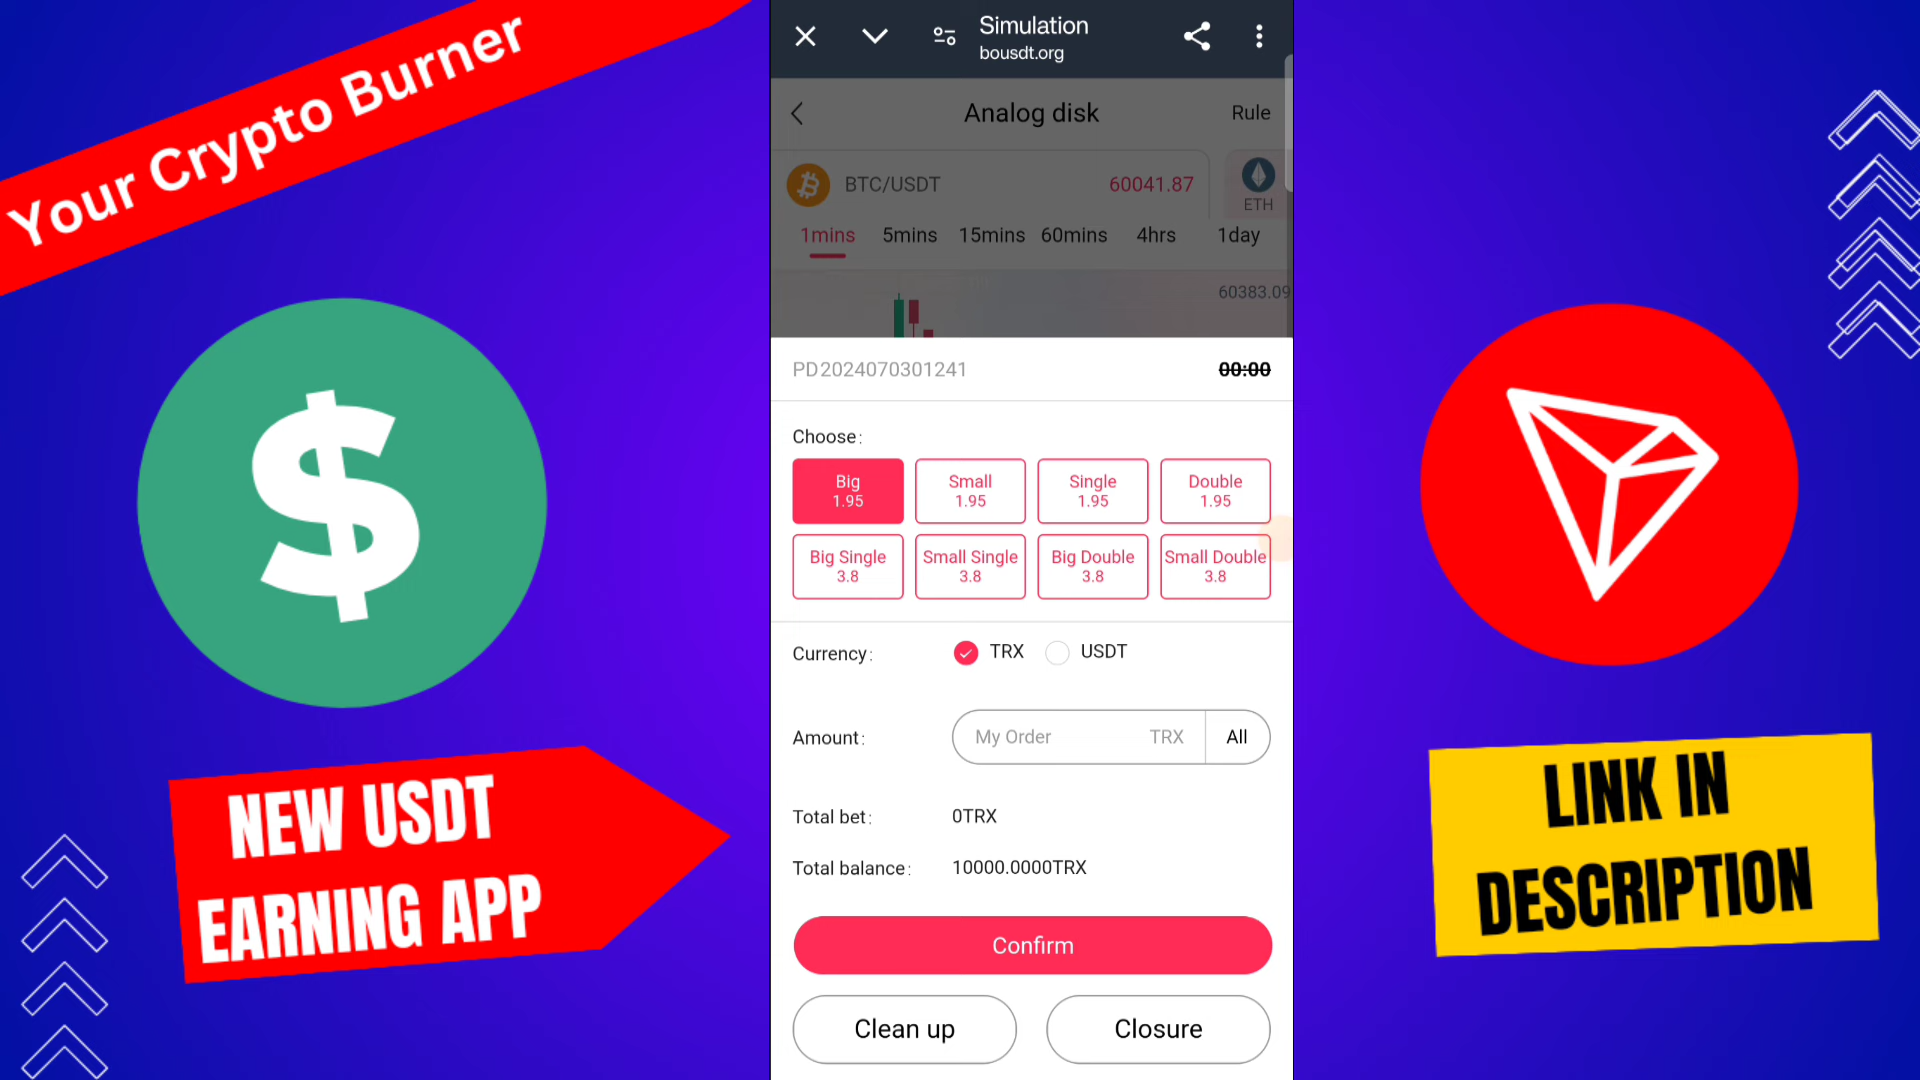 Your Crypto Burner
$
NEW USDT
EARNING APP
Simulation
bousdt.org
Analog disk
Rule
BTC/USDT
60041.87
ETH
1mins 5mins 15mins 60mins 4hrs 1day
60383.09
PD2024070301241
00:00
Choose:
Big
1.95
Small
1.95
Single
1.95
Double
1.95
Big Single
3.8
Small Single
3.8
Big Double
3.8
Small Double
3.8
Currency:
TRX
USDT
Amount:
My Order
TRX
All
Total bet:
0TRX
Total balance:
10000.0000TRX
Confirm
Clean up
Closure
LINK IN
DESCRIPTION